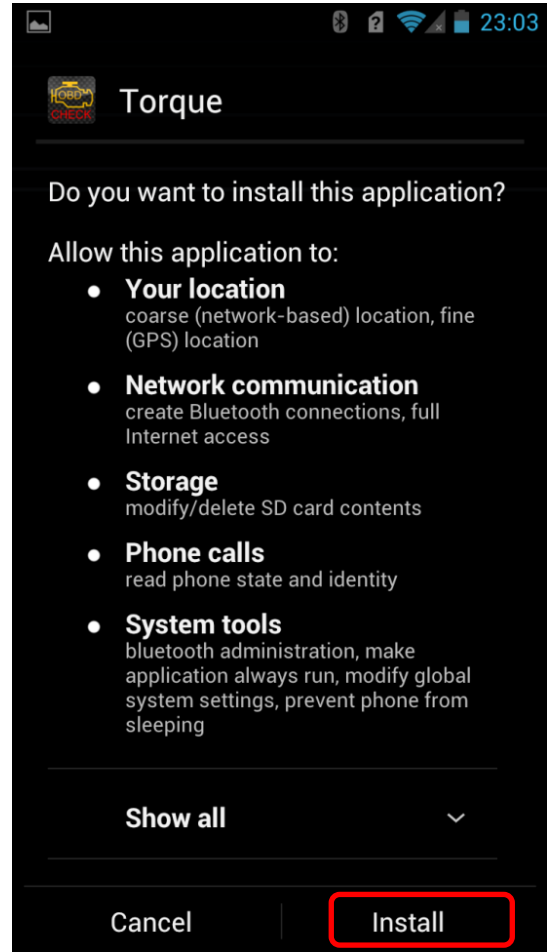 23:03
OBD
CHECK
Torque
Do you want to install this application?
Allow this application to:
Your location
coarse (network-based) location, fine
(GPS) location
Network communication
create Bluetooth connections, full
Internet access
Storage
modify/delete SD card contents
Phone calls
read phone state and identity
System tools
bluetooth administration, make
application always run, modify global
system settings, prevent phone from
sleeping
Show all
Cancel
Install